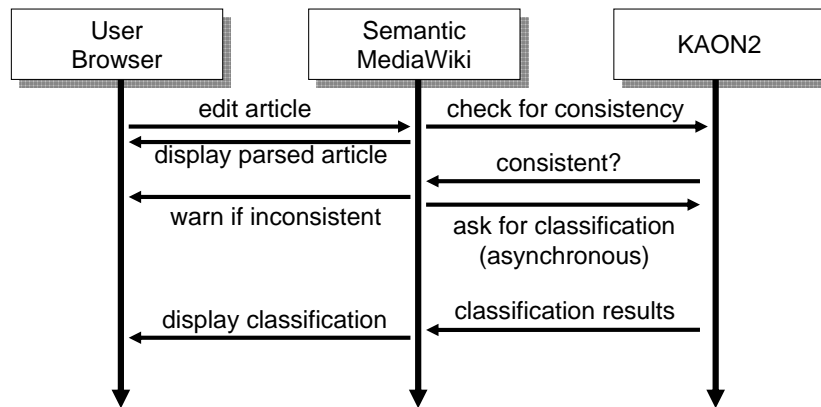 User
Browser
Semantic
MediaWiki
KAON2
edit article
check for consistency
display parsed article
consistent?
warn if inconsistent
ask for classification
(asynchronous)
classification results
display classification